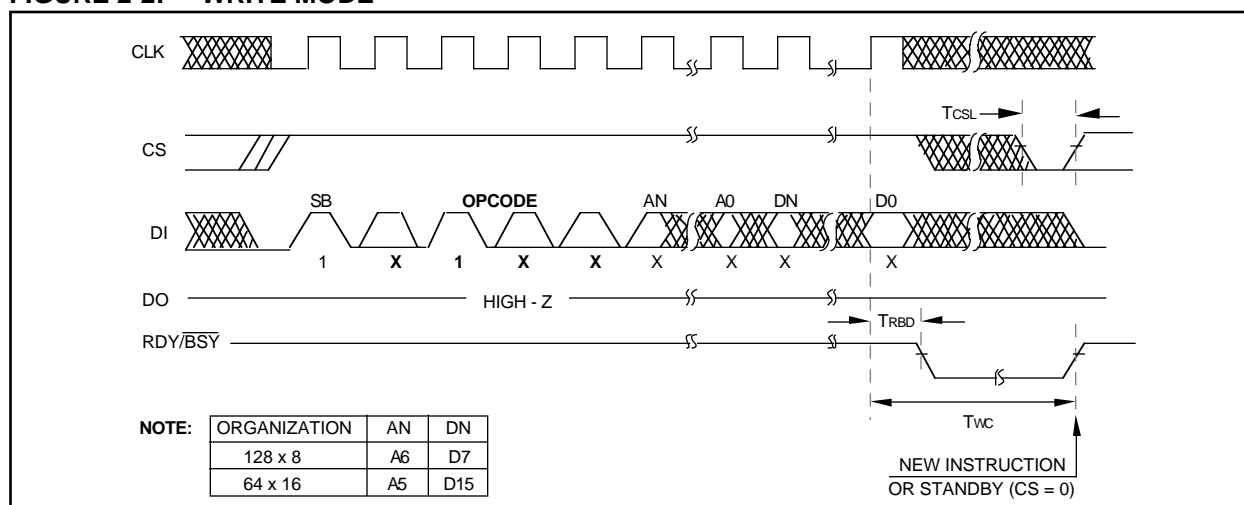 FIGURE 2-2: WRITE MODE
CLK
TCSL
CS
SB OPCODE AN A0 DN D0
DI
1 X 1 X X X X X X
DO HIGH - Z
TRBD
RDY/BSY
TWC
NOTE: ORGANIZATION AN DN
128 x 8 A6 D7
64 x 16 A5 D15
NEW INSTRUCTION
OR STANDBY (CS = 0)